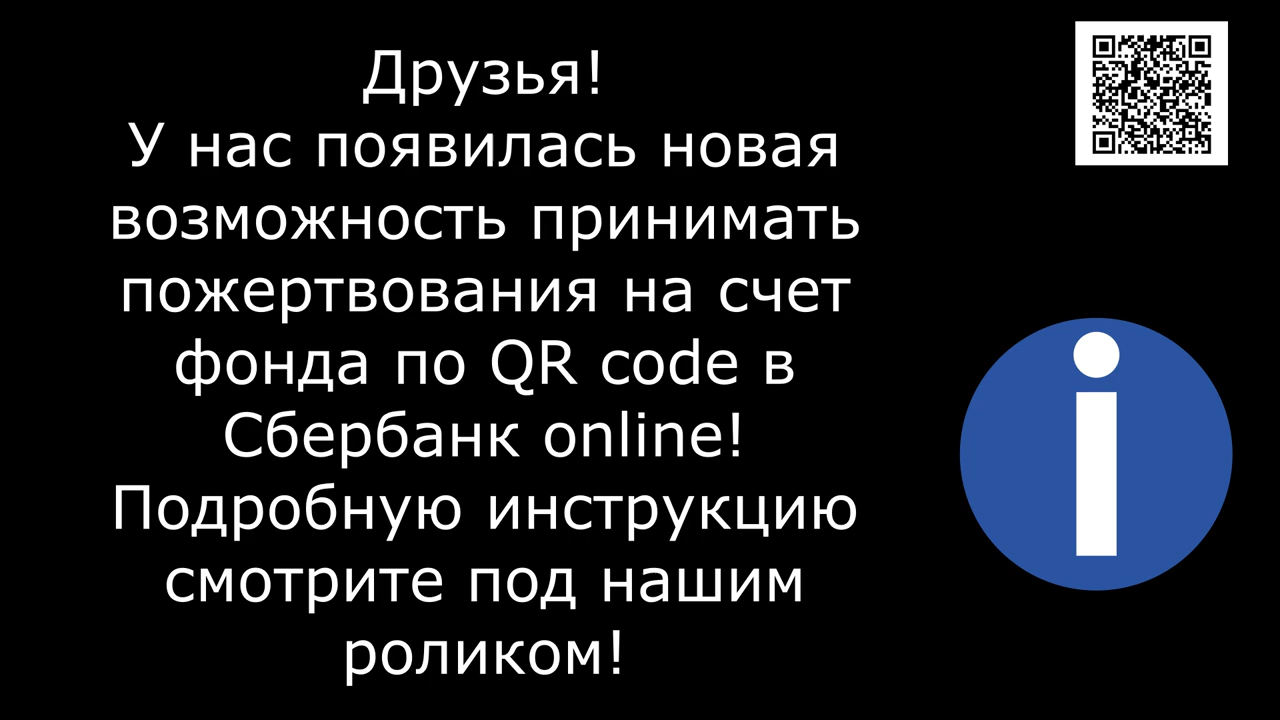 Друзья!
У нас появилась новая
возможность принимать
пожертвования на счет
фонда по QR code в
Сбербанк online!
Подробную инструкцию
смотрите под нашим
роликом!
i